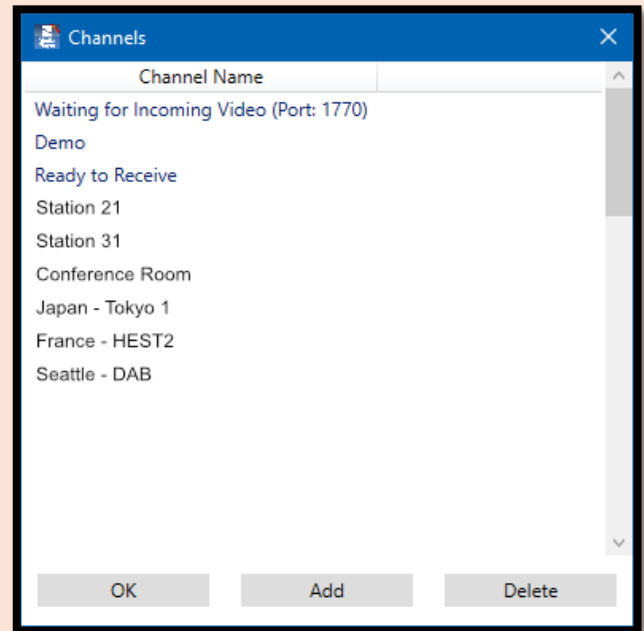 Channels
Channel Name
Waiting for Incoming Video (Port: 1770)
Demo
Ready to Receive
Station 21
Station 31
Conference Room
Japan - Tokyo 1
France - HEST2
Seattle - DAB
OK Add Delete